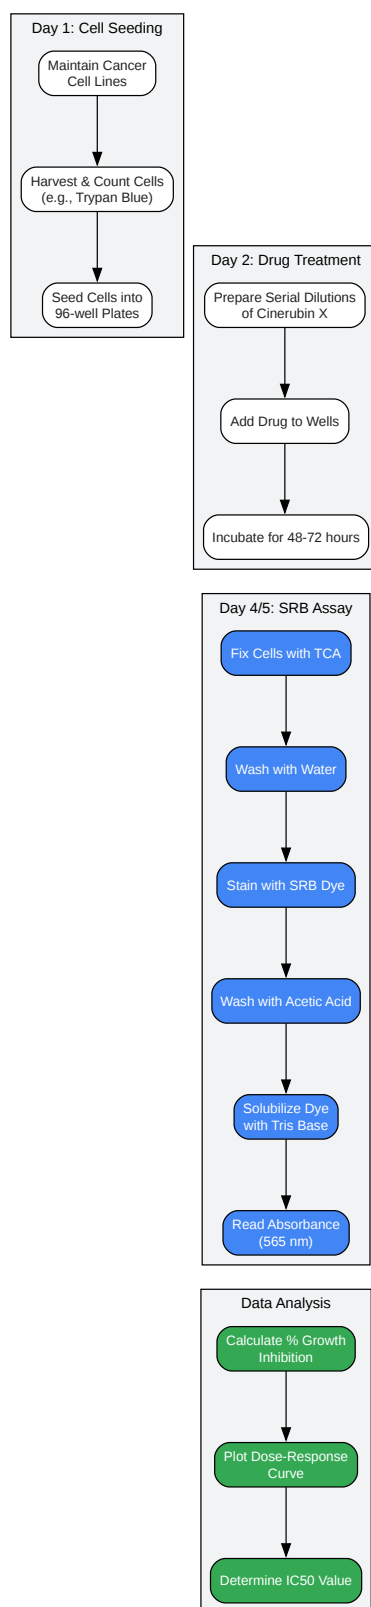 Day 1: Cell Seeding
Maintain Cancer
Cell Lines
Harvest & Count Cells
(e.g., Trypan Blue)
Seed Cells into
96-well Plates
Day 2: Drug Treatment
Prepare Serial Dilutions
of Cinerubin X
Add Drug to Wells
Incubate for 48-72 hours
Day 4/5: SRB Assay
Fix Cells with TCA
Wash with Water
Stain with SRB Dye
Wash with Acetic Acid
Solubilize Dye
with Tris Base
Read Absorbance
(565 nm)
Data Analysis
Calculate % Growth
Inhibition
Plot Dose-Response
Curve
Determine IC50 Value